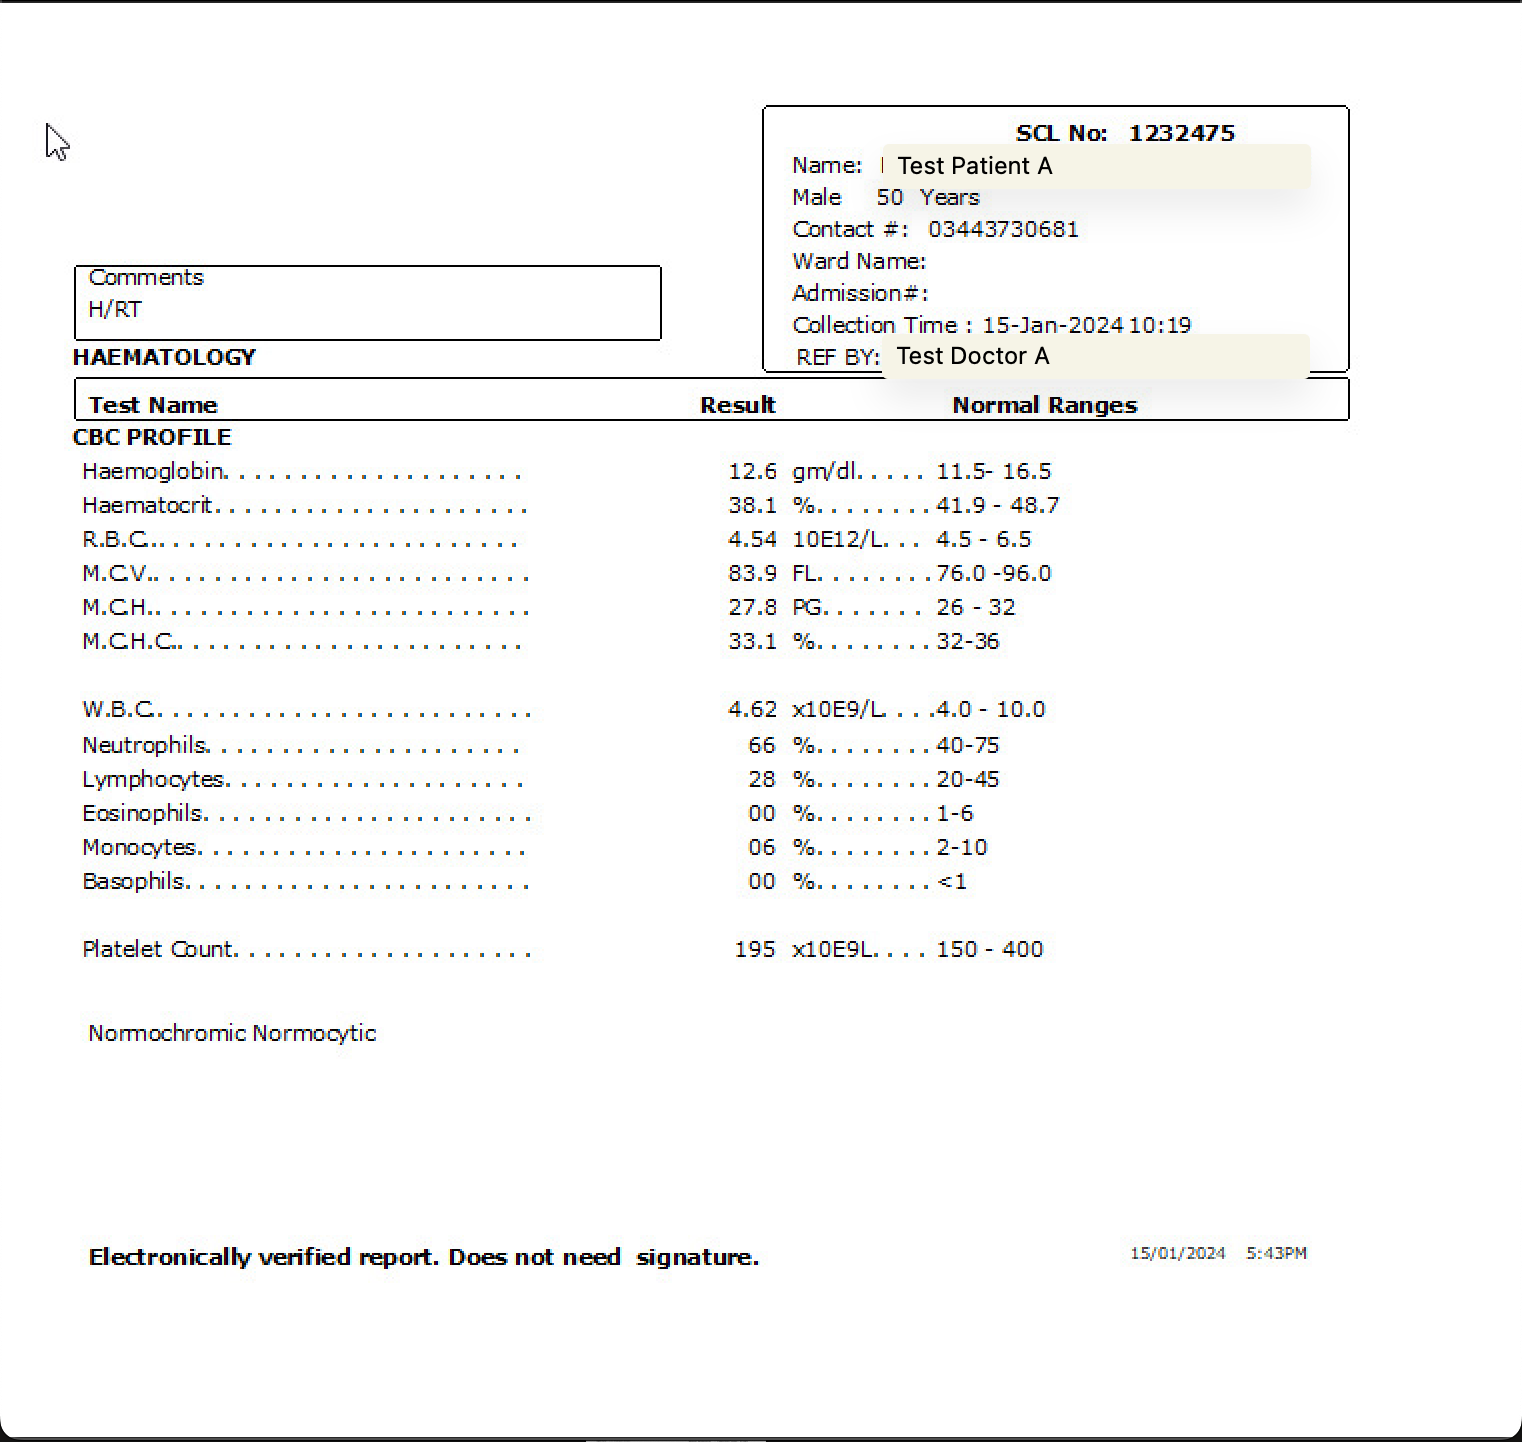 SCL No: 1232475
Name: Test Patient A
Male 50 Years
Contact #: 03443730681
Ward Name:
Admission#:
Collection Time : 15-Jan-2024 10:19
REF BY: Test Doctor A
Comments
H/RT
HAEMATOLOGY
Test Name Result Normal Ranges
CBC PROFILE
Haemoglobin. . . . . . . . . . . . . . . . . . . . 12.6 gm/dl. . . . . 11.5- 16.5
Haematocrit. . . . . . . . . . . . . . . . . . . . . 38.1 %. . . . . . . . 41.9 - 48.7
R.B.C.. . . . . . . . . . . . . . . . . . . . . . . . 4.54 10E12/L. . . 4.5 - 6.5
M.C.V.. . . . . . . . . . . . . . . . . . . . . . . . 83.9 FL. . . . . . . . 76.0 -96.0
M.C.H.. . . . . . . . . . . . . . . . . . . . . . . . 27.8 PG. . . . . . . 26 - 32
M.C.H.C.. . . . . . . . . . . . . . . . . . . . . . . 33.1 %. . . . . . . . 32-36
W.B.C.. . . . . . . . . . . . . . . . . . . . . . . . 4.62 x10E9/L. . . .4.0 - 10.0
Neutrophils. . . . . . . . . . . . . . . . . . . . . 66 %. . . . . . . . 40-75
Lymphocytes. . . . . . . . . . . . . . . . . . . . 28 %. . . . . . . . 20-45
Eosinophils. . . . . . . . . . . . . . . . . . . . . . 00 %. . . . . . . . 1-6
Monocytes. . . . . . . . . . . . . . . . . . . . . . 06 %. . . . . . . . 2-10
Basophils. . . . . . . . . . . . . . . . . . . . . . . 00 %. . . . . . . . <1
Platelet Count. . . . . . . . . . . . . . . . . . . . 195 x10E9L. . . . 150 - 400
Normochromic Normocytic
Electronically verified report. Does not need signature. 15/01/2024 5:43PM